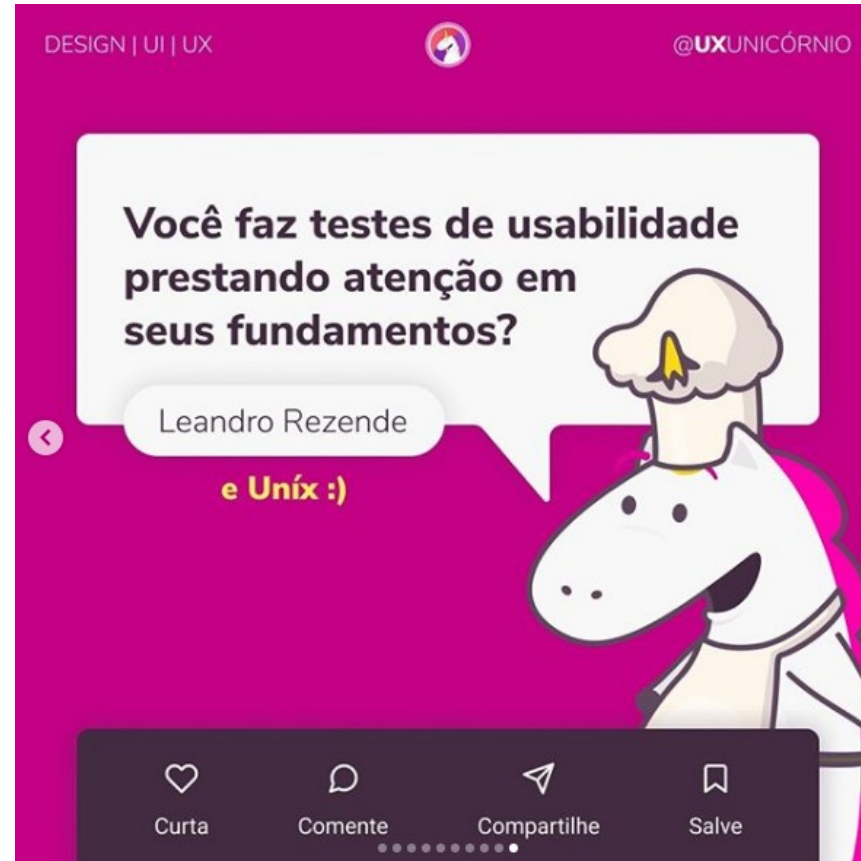 DESIGN | UI | UX
@UXUNICÓRNIO
Você faz testes de usabilidade
prestando atenção em
seus fundamentos?
Leandro Rezende
e Uníx :)
Curta
Comente
Compartilhe
Salve